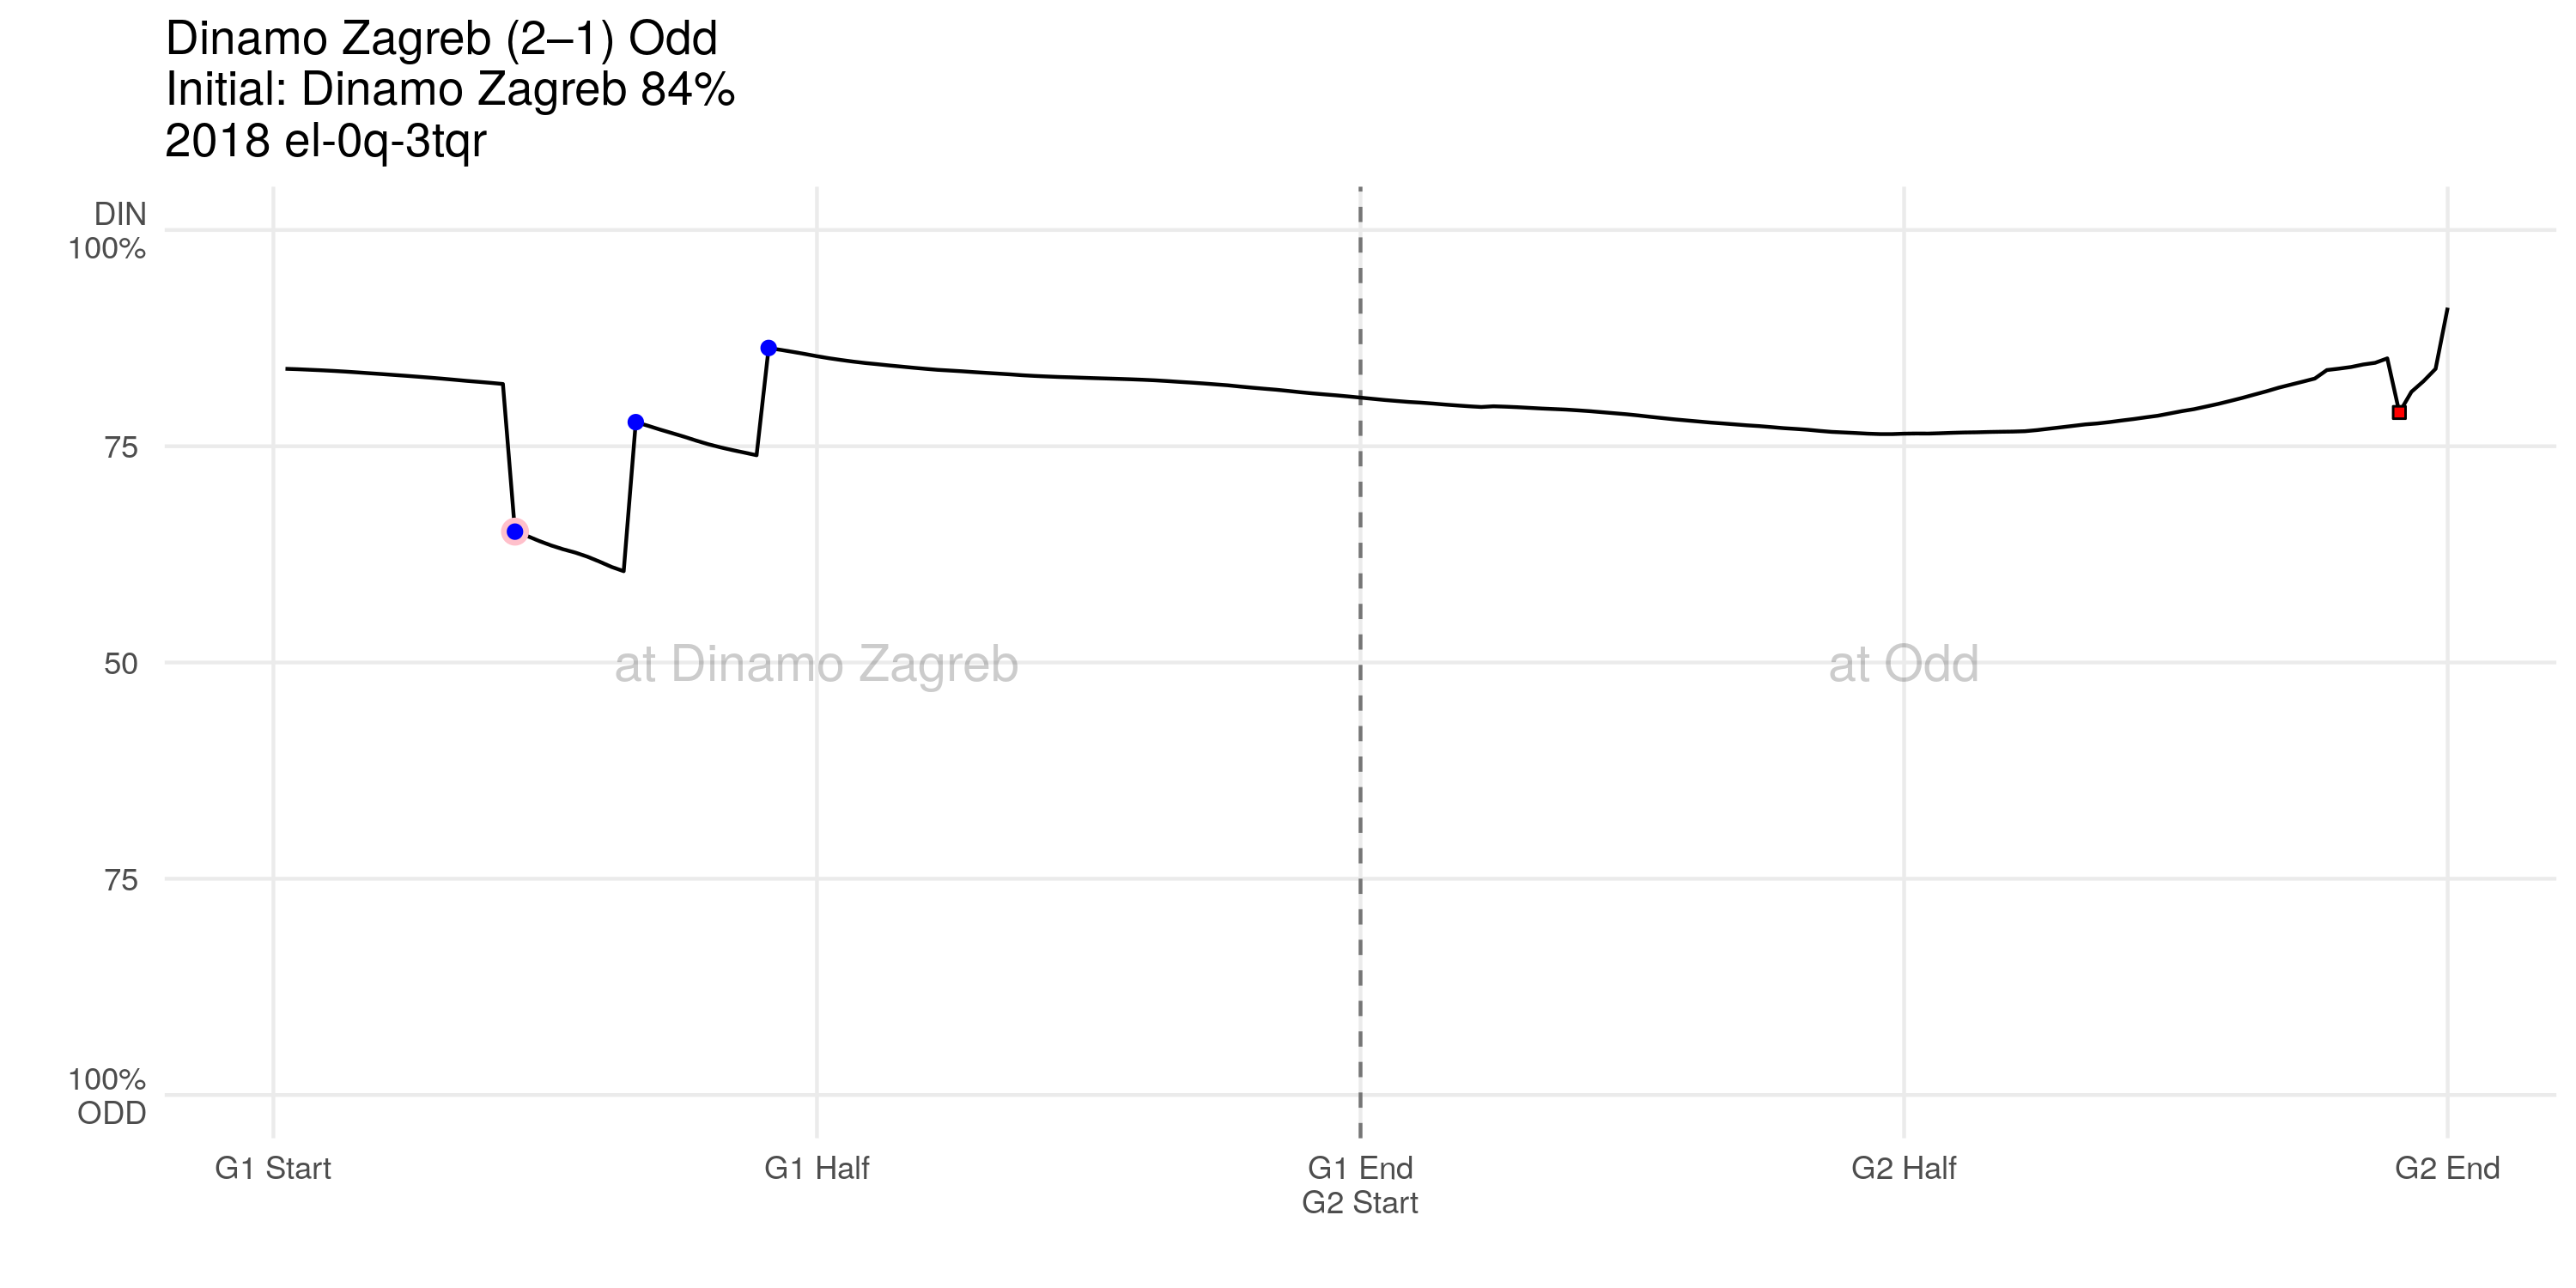 Dinamo Zagreb (2–1) Odd
Initial: Dinamo Zagreb 84%
2018 el-0q-3tqr
DIN
100%
75
50
75
100%
ODD
at Dinamo Zagreb
at Odd
G1 Start
G1 Half
G1 End
G2 Start
G2 Half
G2 End